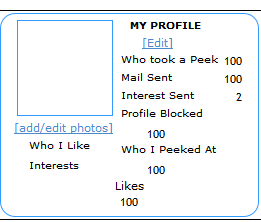 MY PROFILE
[Edit]
Who took a Peek 100
Mail Sent 100
Interest Sent 2
Profile Blocked
[add/edit photos]
100
Who I Like
Who I Peeked At
Interests
100
Likes
100